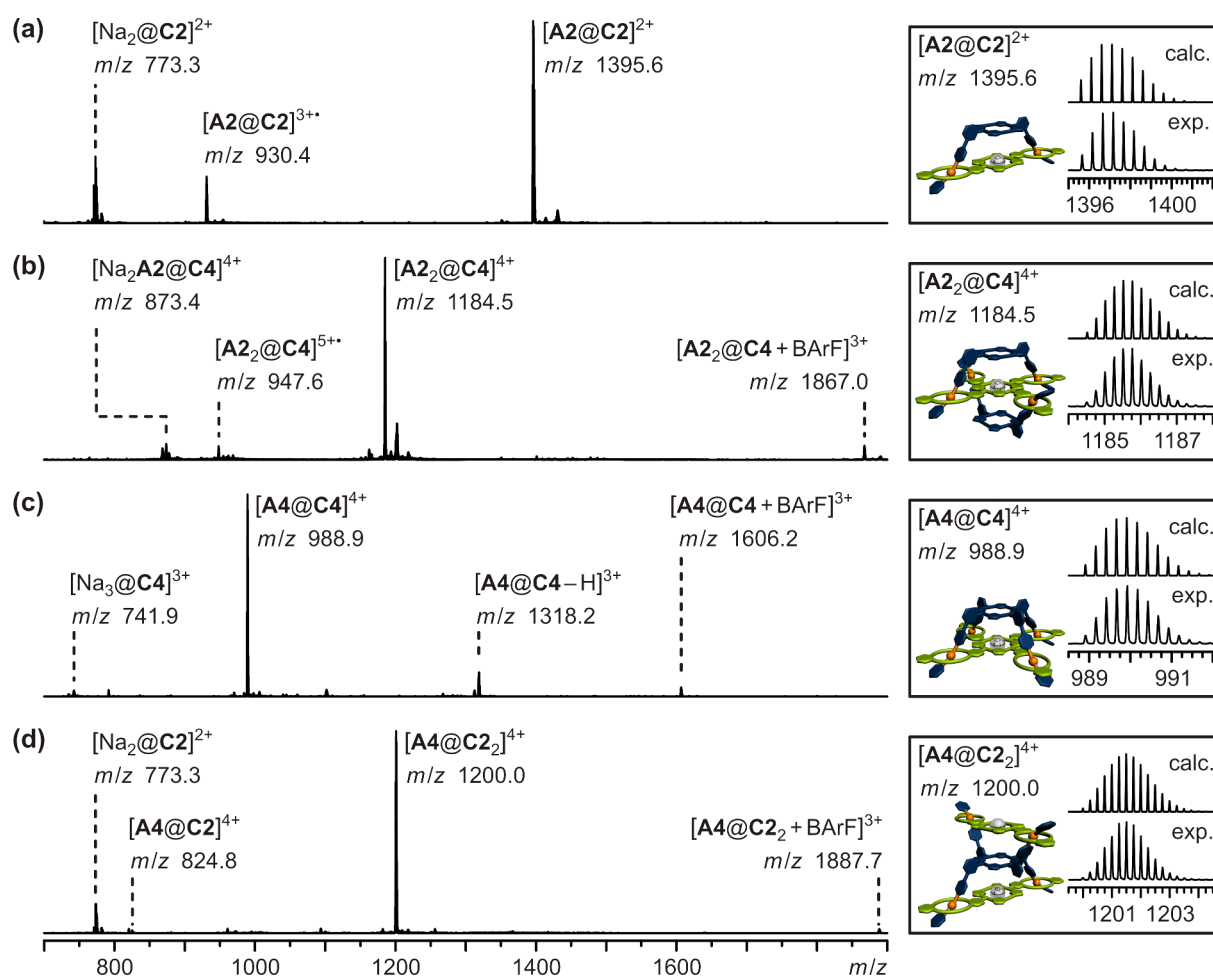 (a)
[Na₂@C2]²⁺
m/z 773.3
[A2@C2]³⁺•
m/z 930.4
[A2@C2]²⁺
m/z 1395.6
[A2@C2]²⁺
m/z 1395.6
calc.
exp.
1396 1400
(b)
[Na₂A2@C4]⁴⁺
m/z 873.4
[A2₂@C4]⁵⁺•
m/z 947.6
[A2₂@C4]⁴⁺
m/z 1184.5
[A2₂@C4 + BArF]³⁺
m/z 1867.0
[A2₂@C4]⁴⁺
m/z 1184.5
calc.
exp.
1185 1187
(c)
[Na₃@C4]³⁺
m/z 741.9
[A4@C4]⁴⁺
m/z 988.9
[A4@C4 – H]³⁺
m/z 1318.2
[A4@C4 + BArF]³⁺
m/z 1606.2
[A4@C4]⁴⁺
m/z 988.9
calc.
exp.
989 991
(d)
[Na₂@C2]²⁺
m/z 773.3
[A4@C2]⁴⁺
m/z 824.8
[A4@C2₂]⁴⁺
m/z 1200.0
[A4@C2₂ + BArF]³⁺
m/z 1887.7
[A4@C2₂]⁴⁺
m/z 1200.0
calc.
exp.
1201 1203
800 1000 1200 1400 1600 m/z